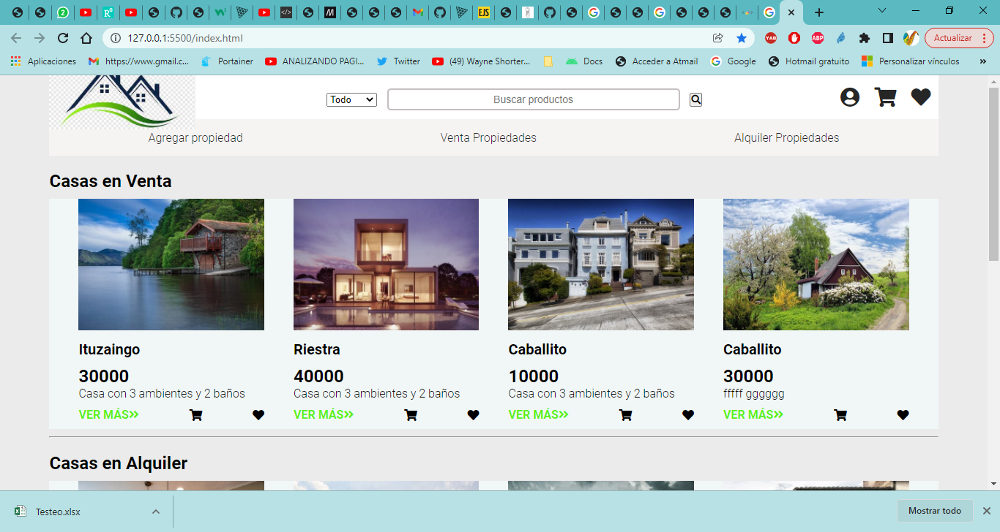 EJS
127.0.0.1:5500/index.html
YAB
ABP
Actualizar
Aplicaciones
https://www.gmail.c...
Portainer
ANALIZANDO PAGI...
Twitter
(49) Wayne Shorter...
Docs
Acceder a Atmail
Google
Hotmail gratuito
Personalizar vínculos
»
Todo
Buscar productos
Agregar propiedad
Venta Propiedades
Alquiler Propiedades
Casas en Venta
Ituzaingo
30000
Casa con 3 ambientes y 2 baños
VER MÁS
Riestra
40000
Casa con 3 ambientes y 2 baños
VER MÁS
Caballito
10000
Casa con 3 ambientes y 2 baños
VER MÁS
Caballito
30000
fffff gggggg
VER MÁS
Casas en Alquiler
Testeo.xlsx
Mostrar todo